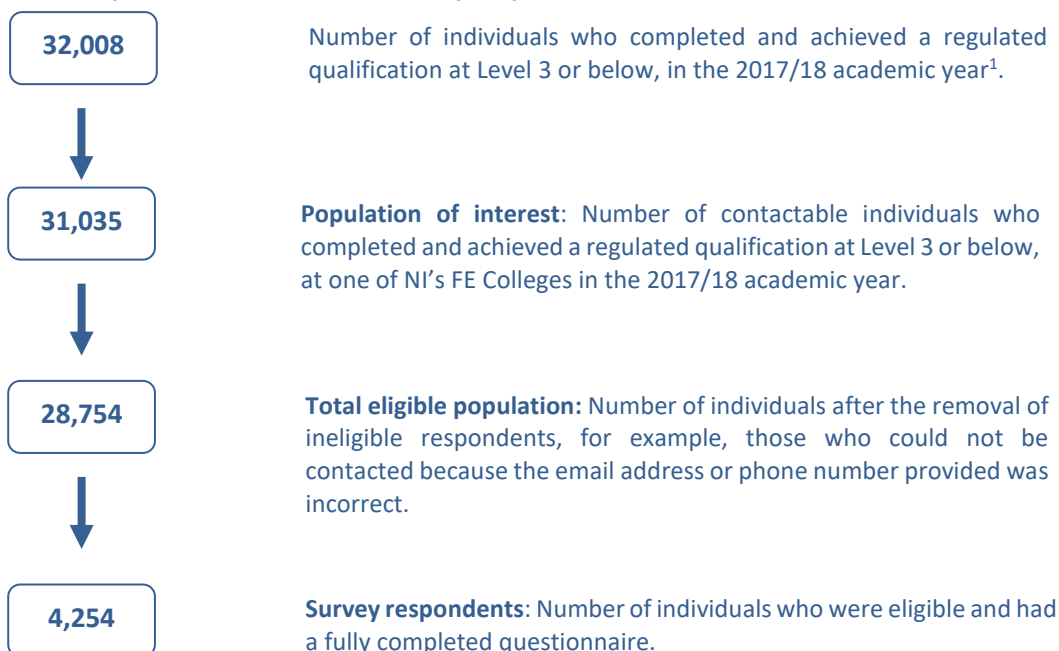 32,008
Number of individuals who completed and achieved a regulated
qualification at Level 3 or below, in the 2017/18 academic year¹.
31,035
Population of interest: Number of contactable individuals who
completed and achieved a regulated qualification at Level 3 or below,
at one of NI’s FE Colleges in the 2017/18 academic year.
28,754
Total eligible population: Number of individuals after the removal of
ineligible respondents, for example, those who could not be
contacted because the email address or phone number provided was
incorrect.
4,254
Survey respondents: Number of individuals who were eligible and had
a fully completed questionnaire.